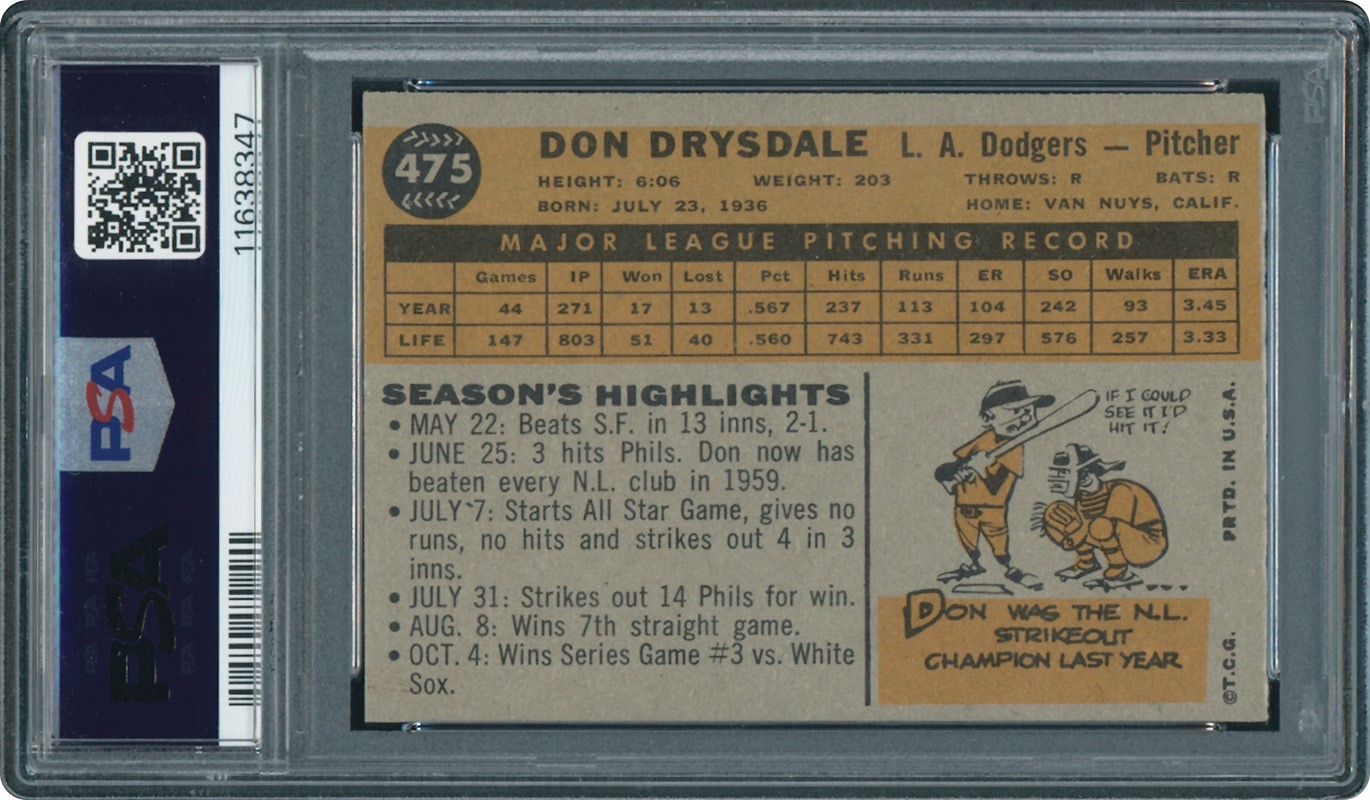 11638347
PSA
PSA
475
DON DRYSDALE L. A. Dodgers — Pitcher
HEIGHT: 6:06 WEIGHT: 203 THROWS: R BATS: R
BORN: JULY 23, 1936 HOME: VAN NUYS, CALIF.
MAJOR LEAGUE PITCHING RECORD
Games IP Won Lost Pct Hits Runs ER SO Walks ERA
YEAR 44 271 17 13 .567 237 113 104 242 93 3.45
LIFE 147 803 51 40 .560 743 331 297 576 257 3.33
SEASON'S HIGHLIGHTS
• MAY 22: Beats S.F. in 13 inns, 2-1.
• JUNE 25: 3 hits Phils. Don now has
beaten every N.L. club in 1959.
• JULY 7: Starts All Star Game, gives no
runs, no hits and strikes out 4 in 3
inns.
• JULY 31: Strikes out 14 Phils for win.
• AUG. 8: Wins 7th straight game.
• OCT. 4: Wins Series Game #3 vs. White
Sox.
IF I COULD
SEE IT I'D
HIT IT!
DON WAS THE N.L.
STRIKEOUT
CHAMPION LAST YEAR
PRTD. IN U.S.A.
©T.C.G.
PSA